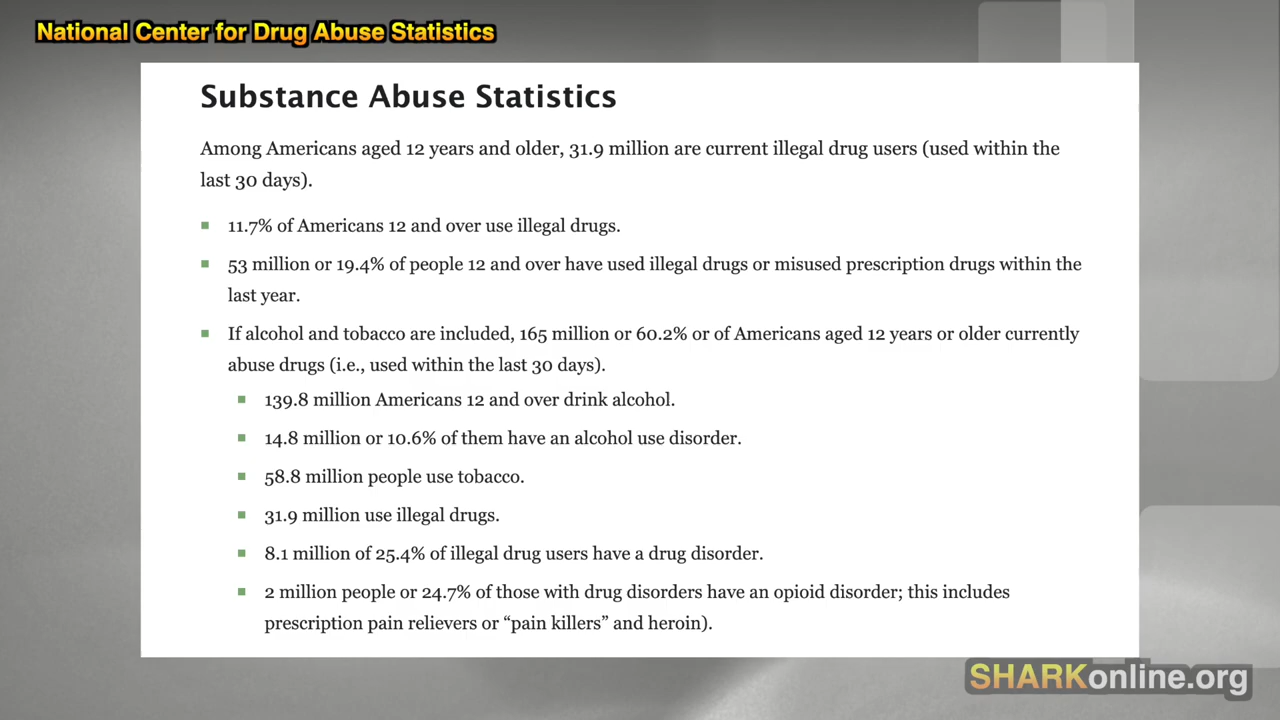 National Center for Drug Abuse Statistics
Substance Abuse Statistics
Among Americans aged 12 years and older, 31.9 million are current illegal drug users (used within the
last 30 days).
11.7% of Americans 12 and over use illegal drugs.
53 million or 19.4% of people 12 and over have used illegal drugs or misused prescription drugs within the
last year.
If alcohol and tobacco are included, 165 million or 60.2% or of Americans aged 12 years or older currently
abuse drugs (i.e., used within the last 30 days).
139.8 million Americans 12 and over drink alcohol.
14.8 million or 10.6% of them have an alcohol use disorder.
58.8 million people use tobacco.
31.9 million use illegal drugs.
8.1 million of 25.4% of illegal drug users have a drug disorder.
2 million people or 24.7% of those with drug disorders have an opioid disorder; this includes
prescription pain relievers or “pain killers” and heroin).
SHARKonline.org